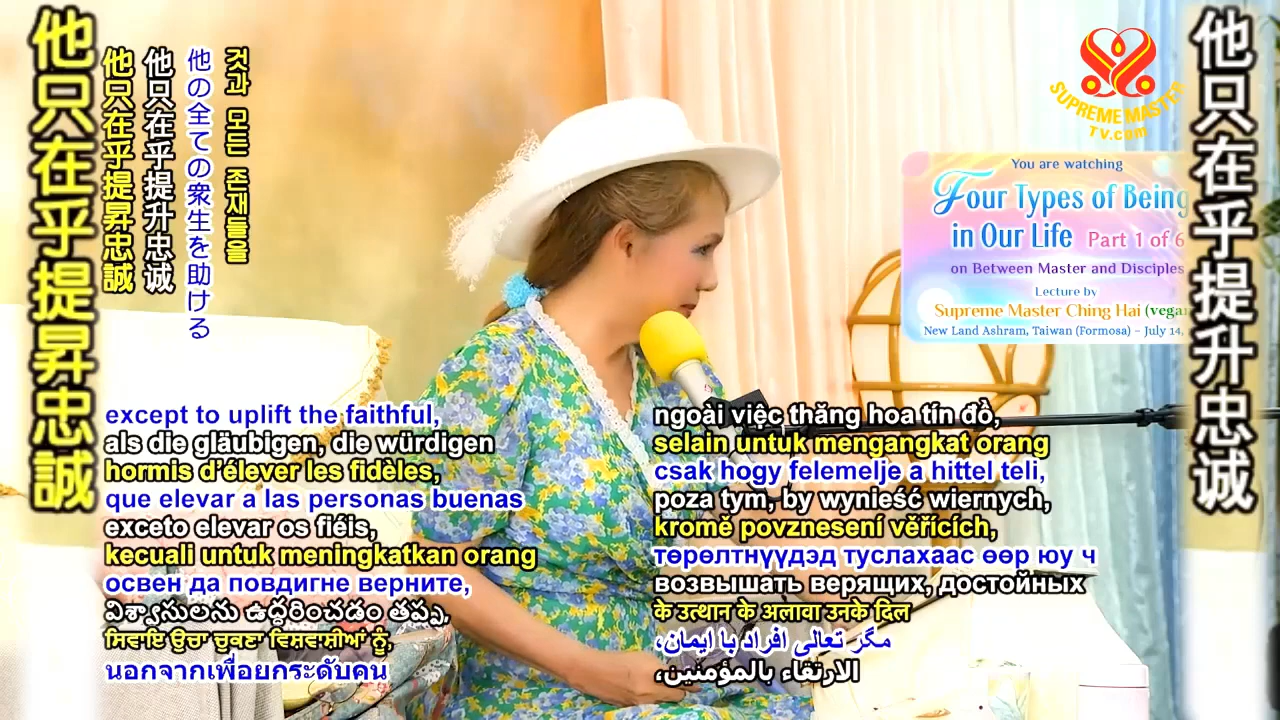 他只在乎提昇忠誠
他只在乎提昇忠誠
他只在乎提升忠诚
他の全ての衆生を助ける
것과 모든 존재들을
SUPREME MASTER
TV.com
You are watching
Four Types of Being
in Our Life Part 1 of 6
on Between Master and Disciples
Lecture by
Supreme Master Ching Hai (vegan
New Land Ashram, Taiwan (Formosa) – July 14,
他只在乎提升忠诚
except to uplift the faithful,
als die gläubigen, die würdigen
hormis d'élever les fidèles,
que elevar a las personas buenas
exceto elevar os fiéis,
kecuali untuk meningkatkan orang
освен да повдигне верните,
విశ్వాసులను ఉద్ధరించడం తప్ప,
ਸਿਵਾਇ ਉਚਾ ਚੁਕਣਾ ਵਿਸ਼ਵਾਸ਼ੀਆਂ ਨੂੰ,
นอกจากเพื่อยกระดับคน
ngoài việc thăng hoa tín đồ,
selain untuk mengangkat orang
csak hogy felemelje a hittel teli,
poza tym, by wynieść wiernych,
kromě povznesení věřících,
төрөлтнүүдэд туслахаас өөр юу ч
возвышать верящих, достойных
के उत्थान के अलावा उनके दिल
مگر تعالی افراد با ایمان،
الارتقاء بالمؤمنين،